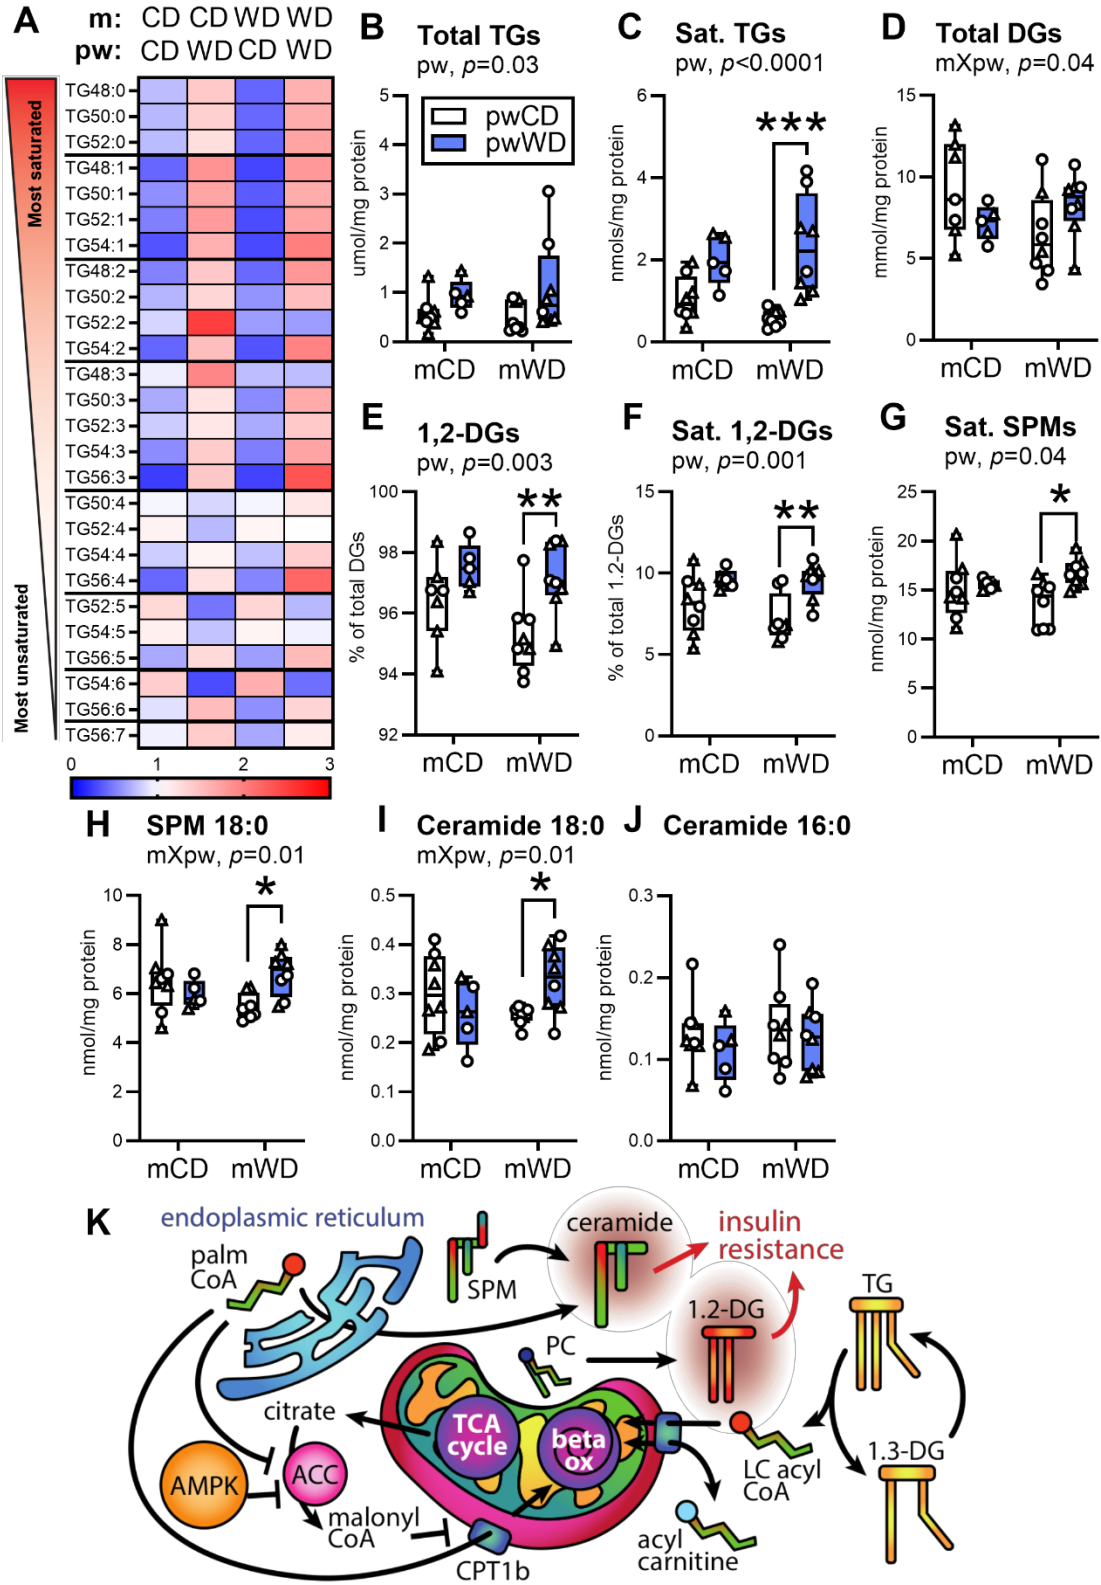 A
m: CD CD WD WD
pw: CD WD CD WD
Most saturated
Most unsaturated
TG48:0
TG50:0
TG52:0
TG48:1
TG50:1
TG52:1
TG54:1
TG48:2
TG50:2
TG52:2
TG54:2
TG48:3
TG50:3
TG52:3
TG54:3
TG56:3
TG50:4
TG52:4
TG54:4
TG56:4
TG52:5
TG54:5
TG56:5
TG54:6
TG56:6
TG56:7
0 1 2 3
B Total TGs
pw, p=0.03
umol/mg protein
5
4
3
2
1
0
pwCD
pwWD
mCD mWD
C Sat. TGs
pw, p<0.0001
nmols/mg protein
6
4
2
0
***
mCD mWD
D Total DGs
mXpw, p=0.04
mmol/mg protein
15
10
5
0
mCD mWD
E 1,2-DGs
pw, p=0.003
% of total DGs
100
98
96
94
92
**
mCD mWD
F Sat. 1,2-DGs
pw, p=0.001
% of total 1.2-DGs
15
10
5
0
**
mCD mWD
G Sat. SPMs
pw, p=0.04
nmol/mg protein
25
20
15
10
5
0
*
mCD mWD
H SPM 18:0
mXpw, p=0.01
nmol/mg protein
10
8
6
4
2
0
*
mCD mWD
I Ceramide 18:0
mXpw, p=0.01
nmol/mg protein
0.5
0.4
0.3
0.2
0.1
0.0
*
mCD mWD
J Ceramide 16:0
nmol/mg protein
0.3
0.2
0.1
0.0
mCD mWD
K
endoplasmic reticulum
palm
CoA
SPM
ceramide
insulin
resistance
1.2-DG
TG
PC
citrate
TCA
cycle
beta
ox
AMPK
ACC
malonyl
CoA
CPT1b
LC acyl
CoA
acyl
carnitine
1.3-DG